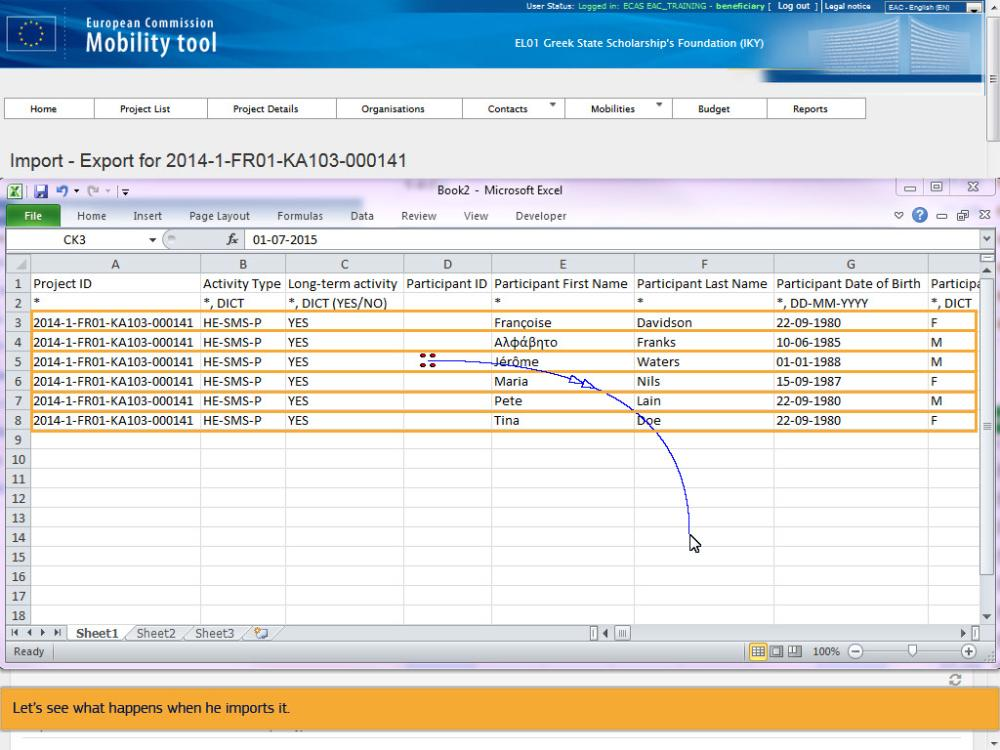 User Status: Logged in: ECAS EAC_TRAINING - beneficiary [ Log out ] Legal notice EAC - English (EN)
European Commission
Mobility tool
EL01 Greek State Scholarship's Foundation (IKY)
Home Project List Project Details Organisations Contacts Mobilities Budget Reports
Import - Export for 2014-1-FR01-KA103-000141
Book2 - Microsoft Excel
File Home Insert Page Layout Formulas Data Review View Developer
CK3 fx 01-07-2015
A B C D E F G
1 Project ID Activity Type Long-term activity Participant ID Participant First Name Participant Last Name Participant Date of Birth Participa
2 * *, DICT *, DICT (YES/NO) * * *, DD-MM-YYYY *, DICT
3 2014-1-FR01-KA103-000141 HE-SMS-P YES Françoise Davidson 22-09-1980 F
4 2014-1-FR01-KA103-000141 HE-SMS-P YES Αλφάβητο Franks 10-06-1985 M
5 2014-1-FR01-KA103-000141 HE-SMS-P YES Jérôme Waters 01-01-1988 M
6 2014-1-FR01-KA103-000141 HE-SMS-P YES Maria Nils 15-09-1987 F
7 2014-1-FR01-KA103-000141 HE-SMS-P YES Pete Lain 22-09-1980 M
8 2014-1-FR01-KA103-000141 HE-SMS-P YES Tina Doe 22-09-1980 F
9
10
11
12
13
14
15
16
17
18
Sheet1 Sheet2 Sheet3
Ready 100%
Let's see what happens when he imports it.